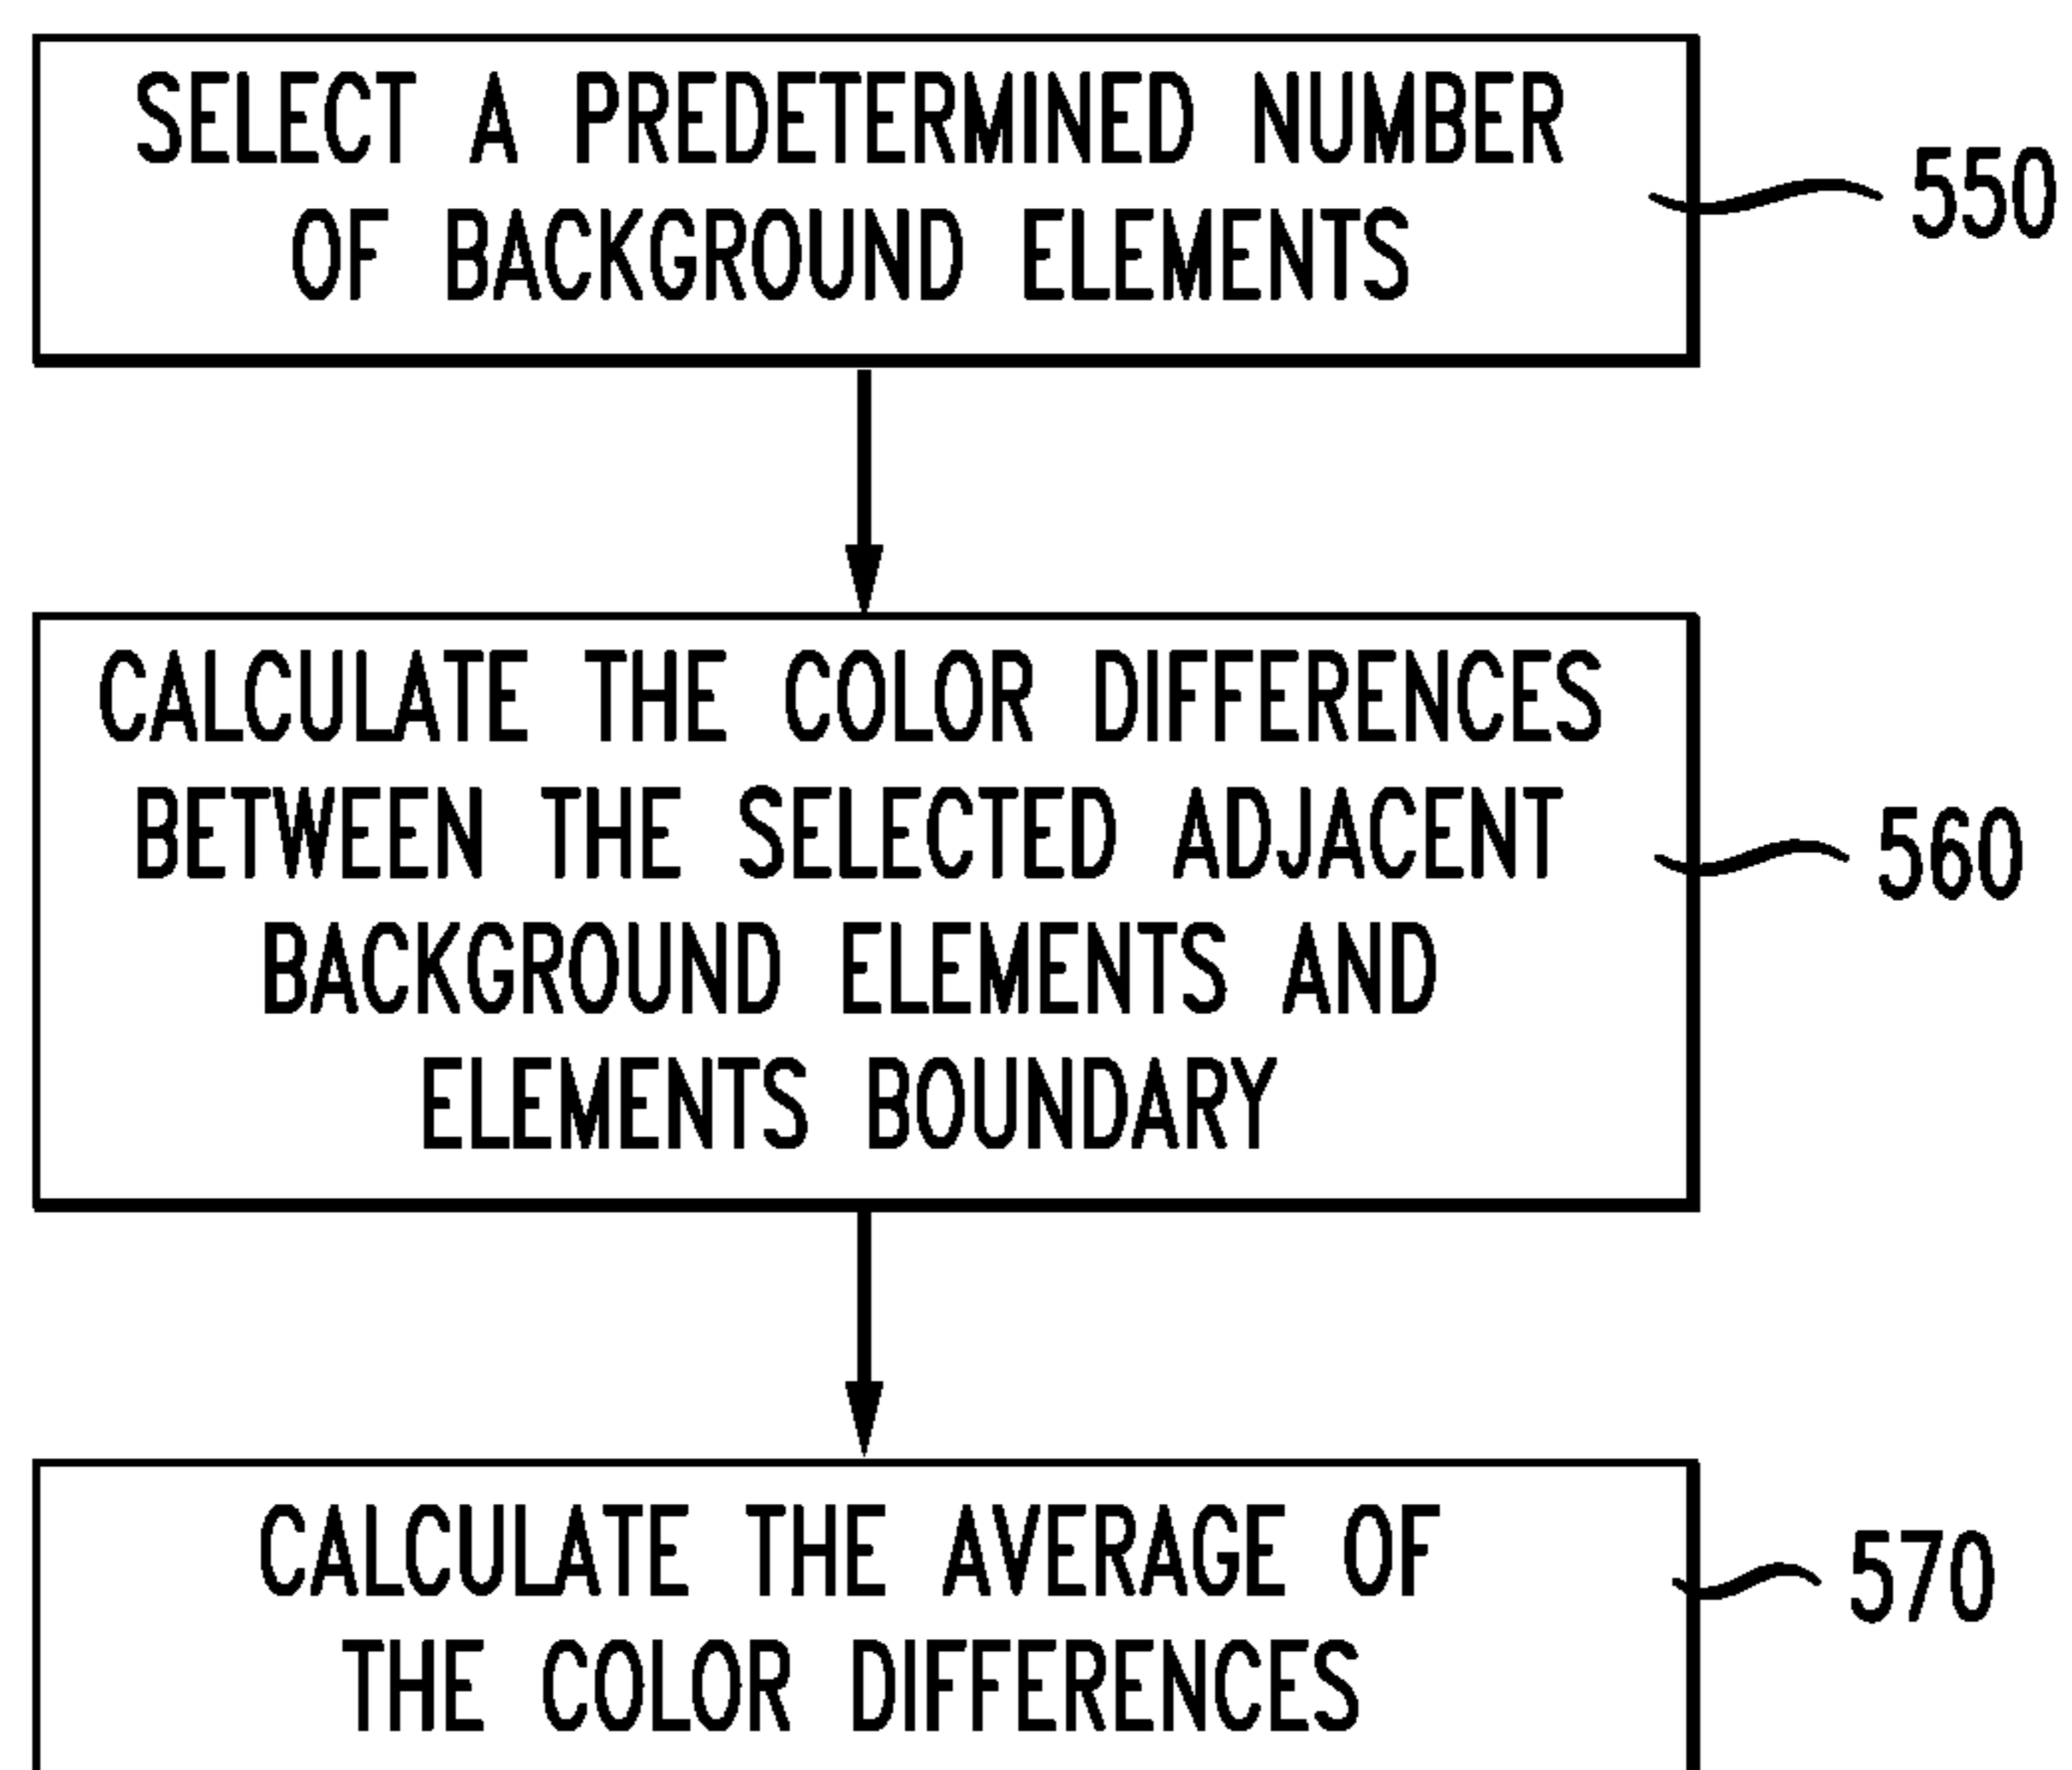 SELECT A PREDETERMINED NUMBER
OF BACKGROUND ELEMENTS
550
CALCULATE THE COLOR DIFFERENCES
BETWEEN THE SELECTED ADJACENT
BACKGROUND ELEMENTS AND
ELEMENTS BOUNDARY
560
CALCULATE THE AVERAGE OF
THE COLOR DIFFERENCES
570